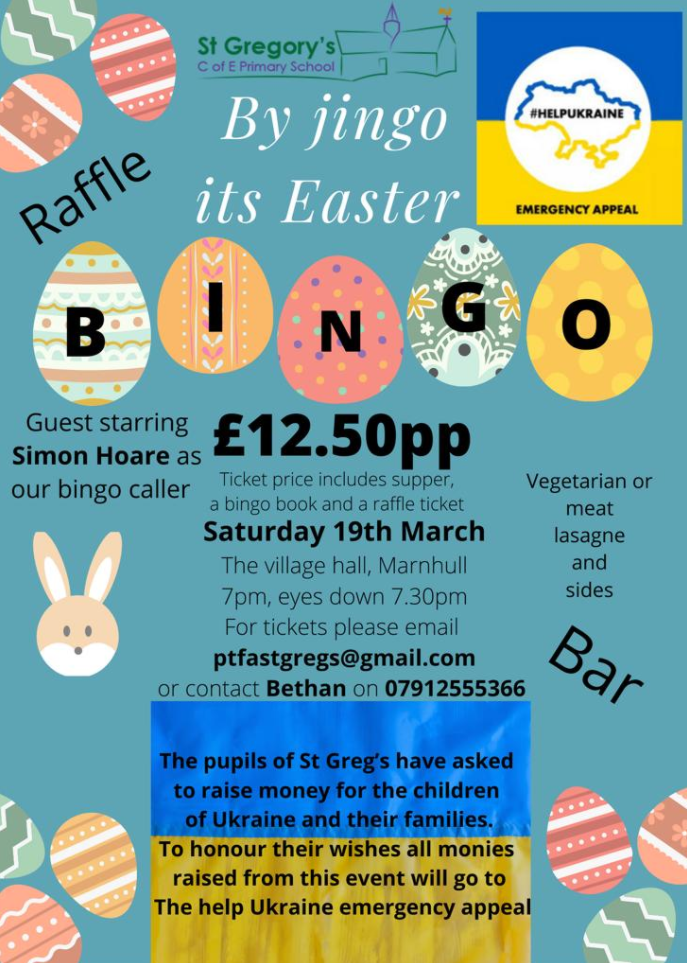 St Gregory's
C of E Primary School
#HELPUKRAINE
EMERGENCY APPEAL
By jingo
its Easter
Raffle
B I N G O
Guest starring
Simon Hoare as
our bingo caller
£12.50pp
Ticket price includes supper,
a bingo book and a raffle ticket
Saturday 19th March
The village hall, Marnhull
7pm, eyes down 7.30pm
For tickets please email
ptfastgregs@gmail.com
or contact Bethan on 07912555366
Vegetarian or
meat
lasagne
and
sides
Bar
The pupils of St Greg's have asked
to raise money for the children
of Ukraine and their families.
To honour their wishes all monies
raised from this event will go to
The help Ukraine emergency appeal